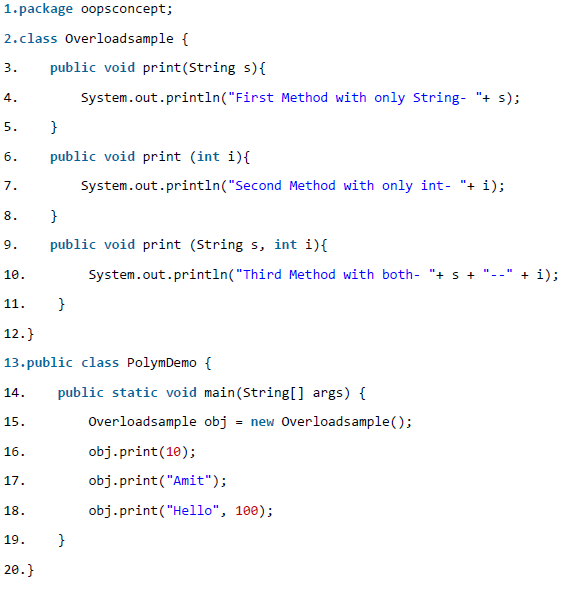 1.package oopsconcept;
2.class Overloadsample {
3.    public void print(String s){
4.        System.out.println("First Method with only String- "+ s);
5.    }
6.    public void print (int i){
7.        System.out.println("Second Method with only int- "+ i);
8.    }
9.    public void print (String s, int i){
10.        System.out.println("Third Method with both- "+ s + "--" + i);
11.    }
12.}
13.public class PolymDemo {
14.    public static void main(String[] args) {
15.        Overloadsample obj = new Overloadsample();
16.        obj.print(10);
17.        obj.print("Amit");
18.        obj.print("Hello", 100);
19.    }
20.}